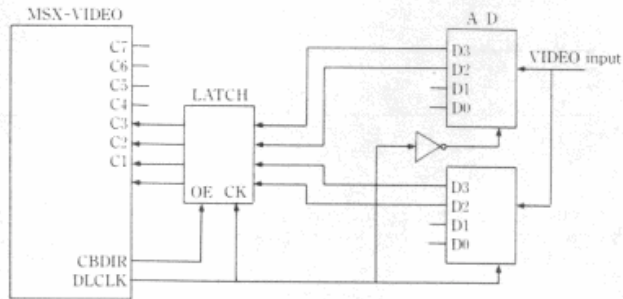 MSX-VIDEO
A D
C7
C6
C5
C4
C3
C2
C1
LATCH
OE CK
CBDIR
DLCLK
D3
D2
D1
D0
VIDEO input
D3
D2
D1
D0